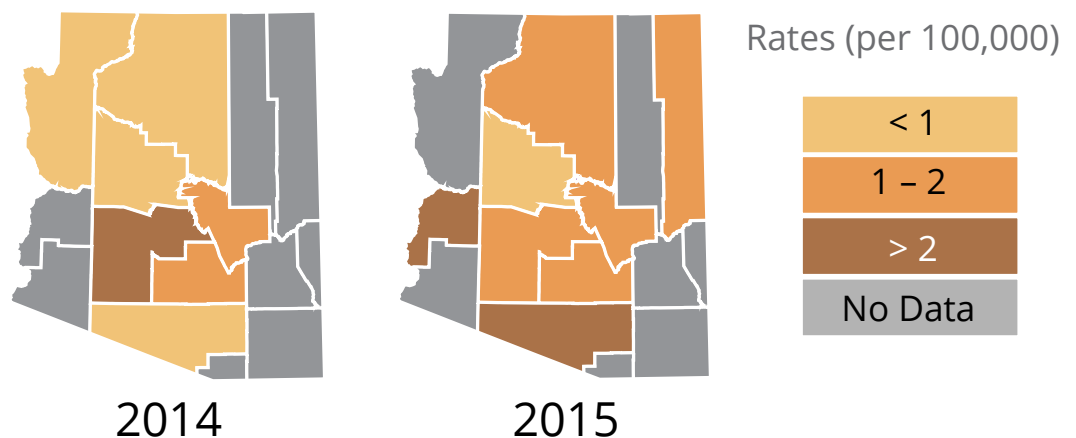 Rates (per 100,000)
< 1
1 – 2
> 2
No Data
2014
2015